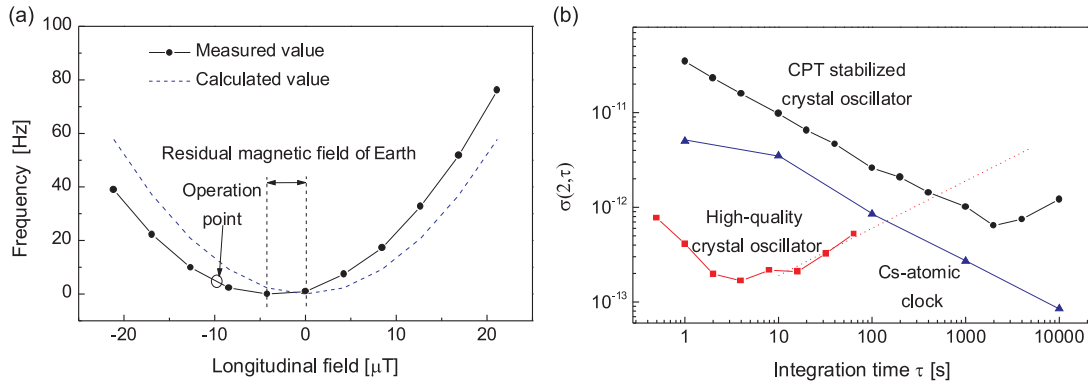 (a)
100
80
60
40
20
0
Frequency [Hz]
Measured value
Calculated value
Residual magnetic field of Earth
Operation
point
-20
-10
0
10
20
Longitudinal field [μT]
(b)
10⁻¹¹
10⁻¹²
10⁻¹³
σ(2,τ)
CPT stabilized
crystal oscillator
High-quality
crystal oscillator
Cs-atomic
clock
1
10
100
1000
10000
Integration time τ [s]